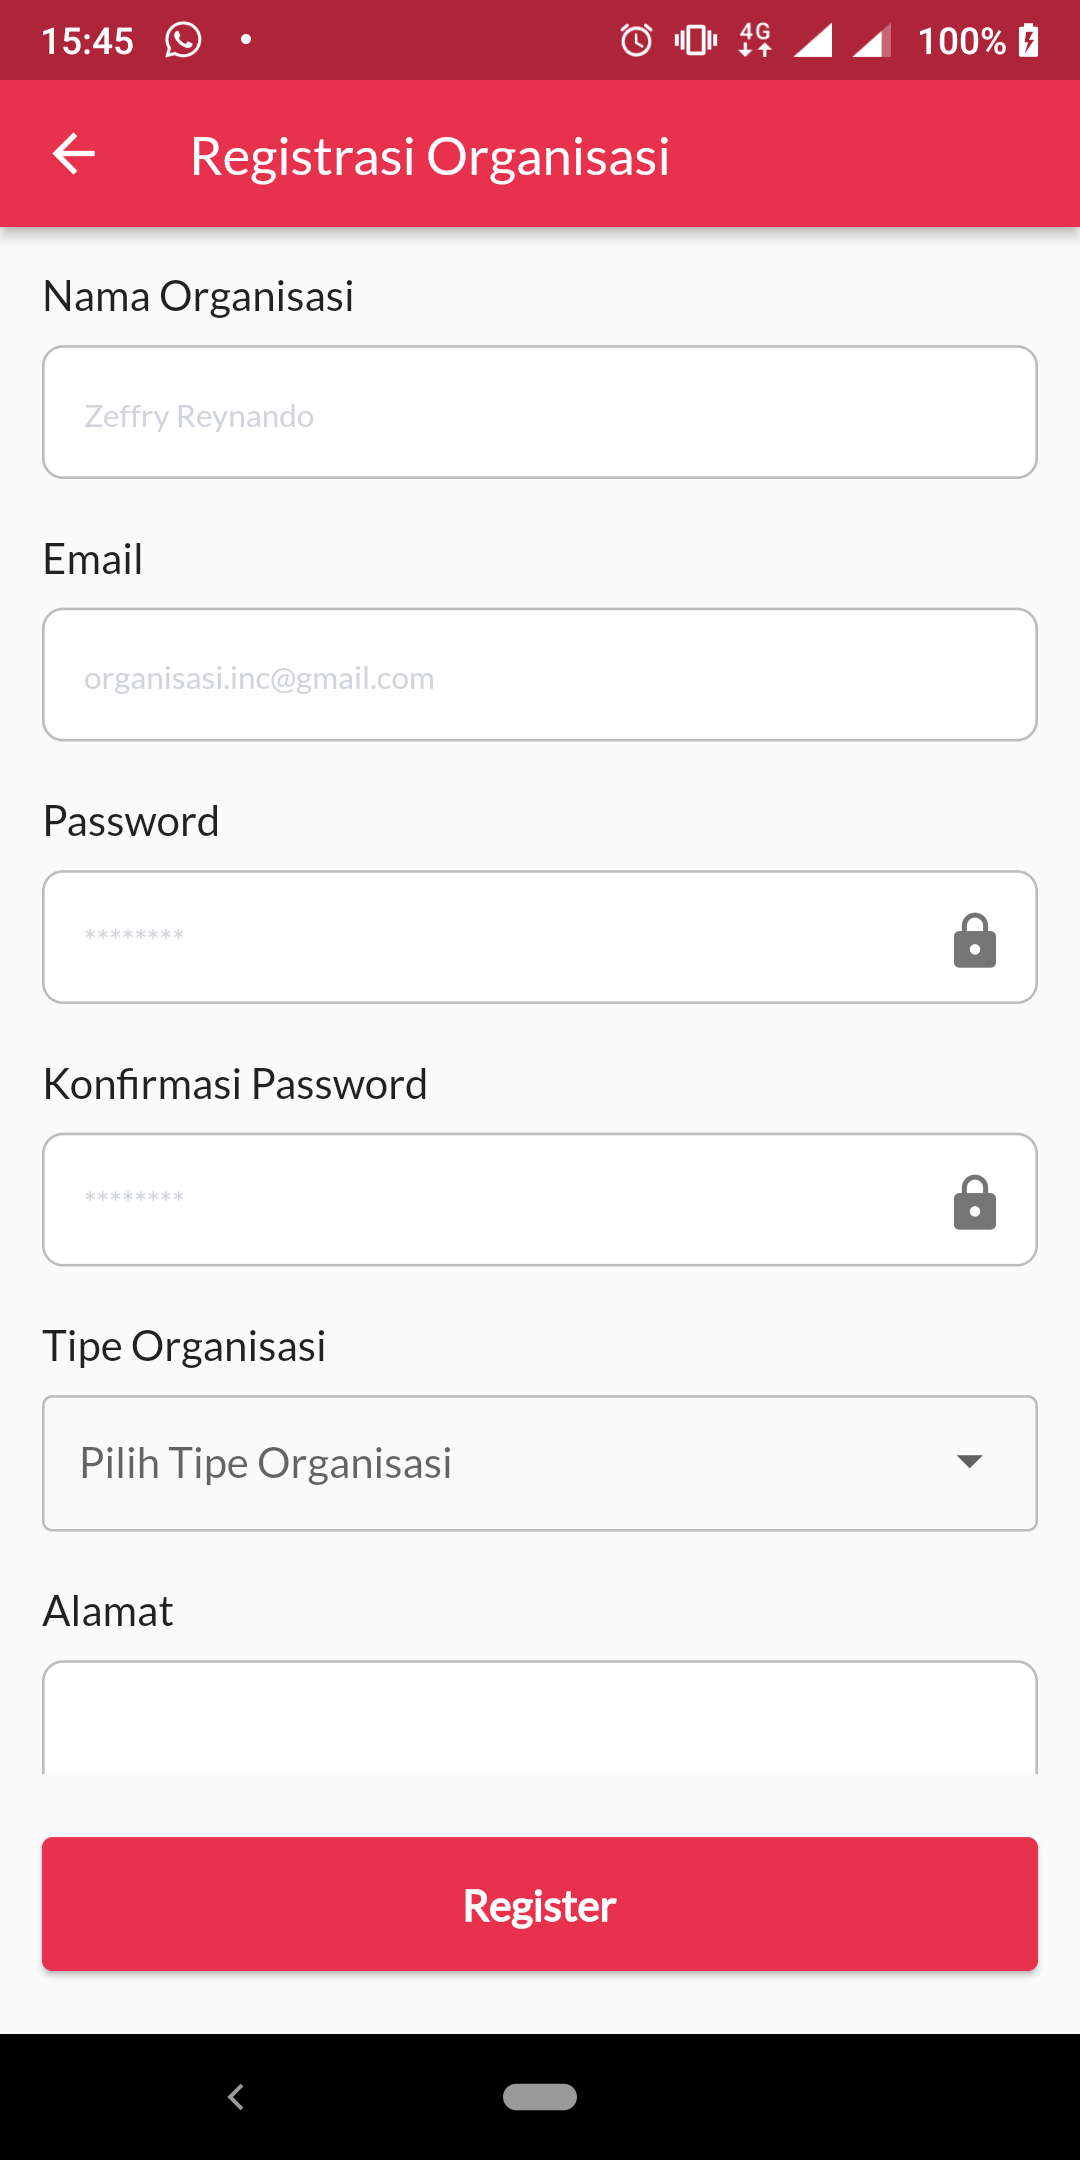 15:45
4G
100%
Registrasi Organisasi
Nama Organisasi
Zeffry Reynando
Email
organisasi.inc@gmail.com
Password
********
Konfirmasi Password
********
Tipe Organisasi
Pilih Tipe Organisasi
Alamat
Register